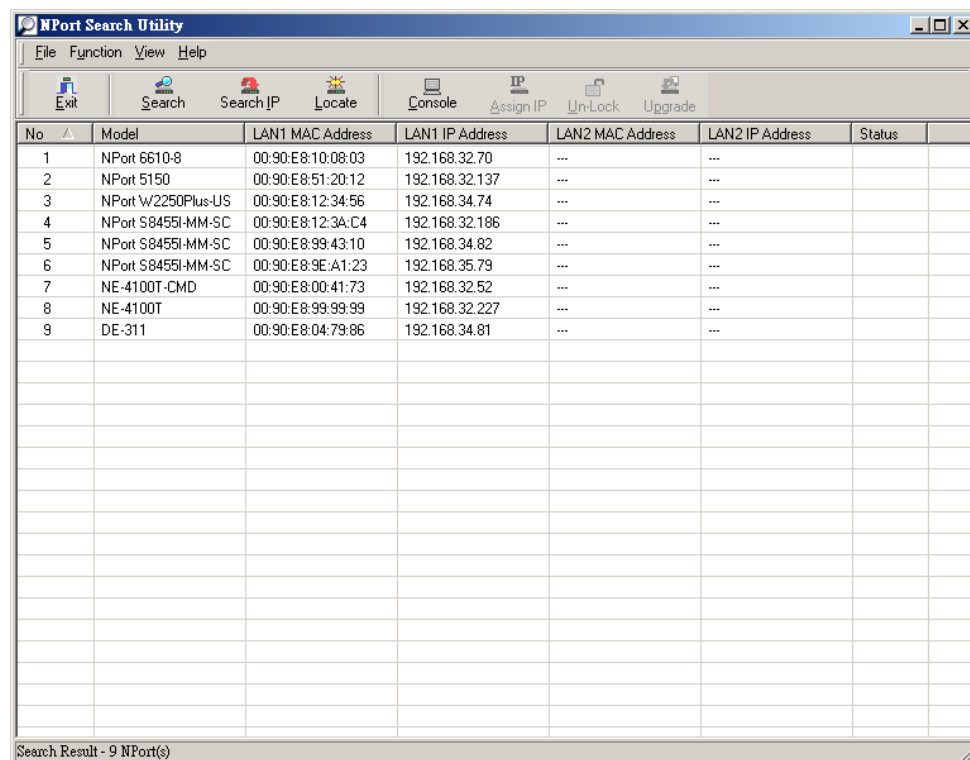 NPort Search Utility
File Function View Help
Exit Search Search IP Locate Console Assign IP Un-Lock Upgrade
No Model LAN1 MAC Address LAN1 IP Address LAN2 MAC Address LAN2 IP Address Status
1 NPort 6610-8 00:90:E8:10:08:03 192.168.32.70 --- ---
2 NPort 5150 00:90:E8:51:20:12 192.168.32.137 --- ---
3 NPort W2250Plus-US 00:90:E8:12:34:56 192.168.34.74 --- ---
4 NPort S8455I-MM-SC 00:90:E8:12:3A:C4 192.168.32.186 --- ---
5 NPort S8455I-MM-SC 00:90:E8:99:43:10 192.168.34.82 --- ---
6 NPort S8455I-MM-SC 00:90:E8:9E:A1:23 192.168.35.79 --- ---
7 NE-4100T-CMD 00:90:E8:00:41:73 192.168.32.52 --- ---
8 NE-4100T 00:90:E8:99:99:99 192.168.32.227 --- ---
9 DE-311 00:90:E8:04:79:86 192.168.34.81 --- ---
Search Result - 9 NPort(s)